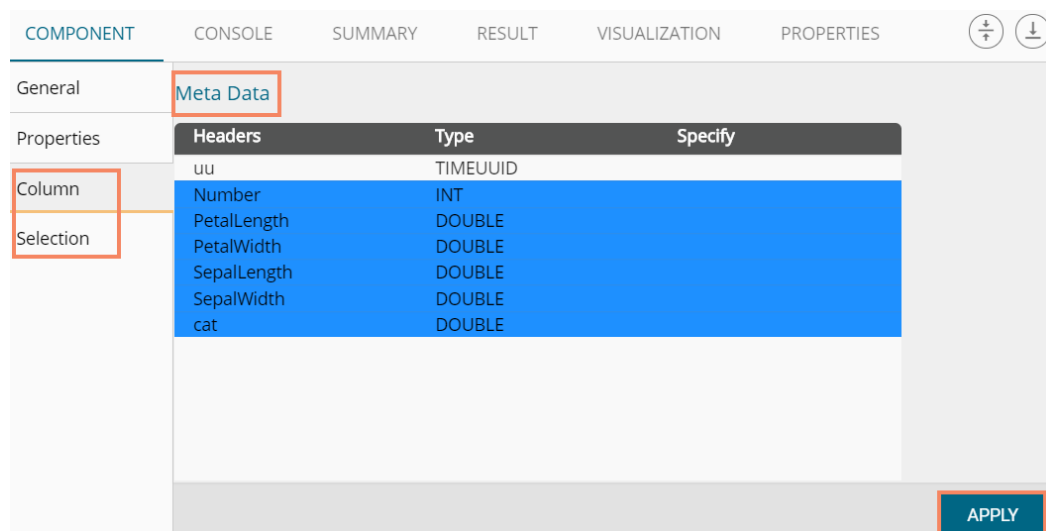 COMPONENT CONSOLE SUMMARY RESULT VISUALIZATION PROPERTIES
General
Properties
Column
Selection
Meta Data
Headers Type Specify
uu TIMEUUID
Number INT
PetalLength DOUBLE
PetalWidth DOUBLE
SepalLength DOUBLE
SepalWidth DOUBLE
cat DOUBLE
APPLY